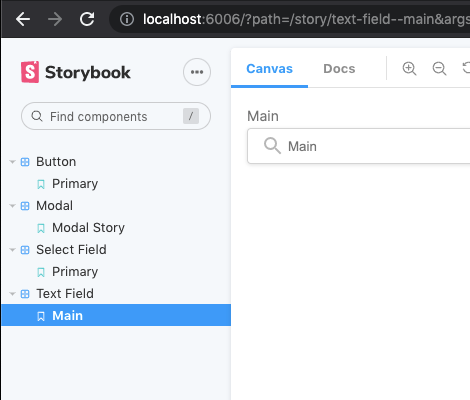 localhost:6006/?path=/story/text-field--main&args
Storybook
Canvas
Docs
Find components
/
Main
Main
Button
Primary
Modal
Modal Story
Select Field
Primary
Text Field
Main